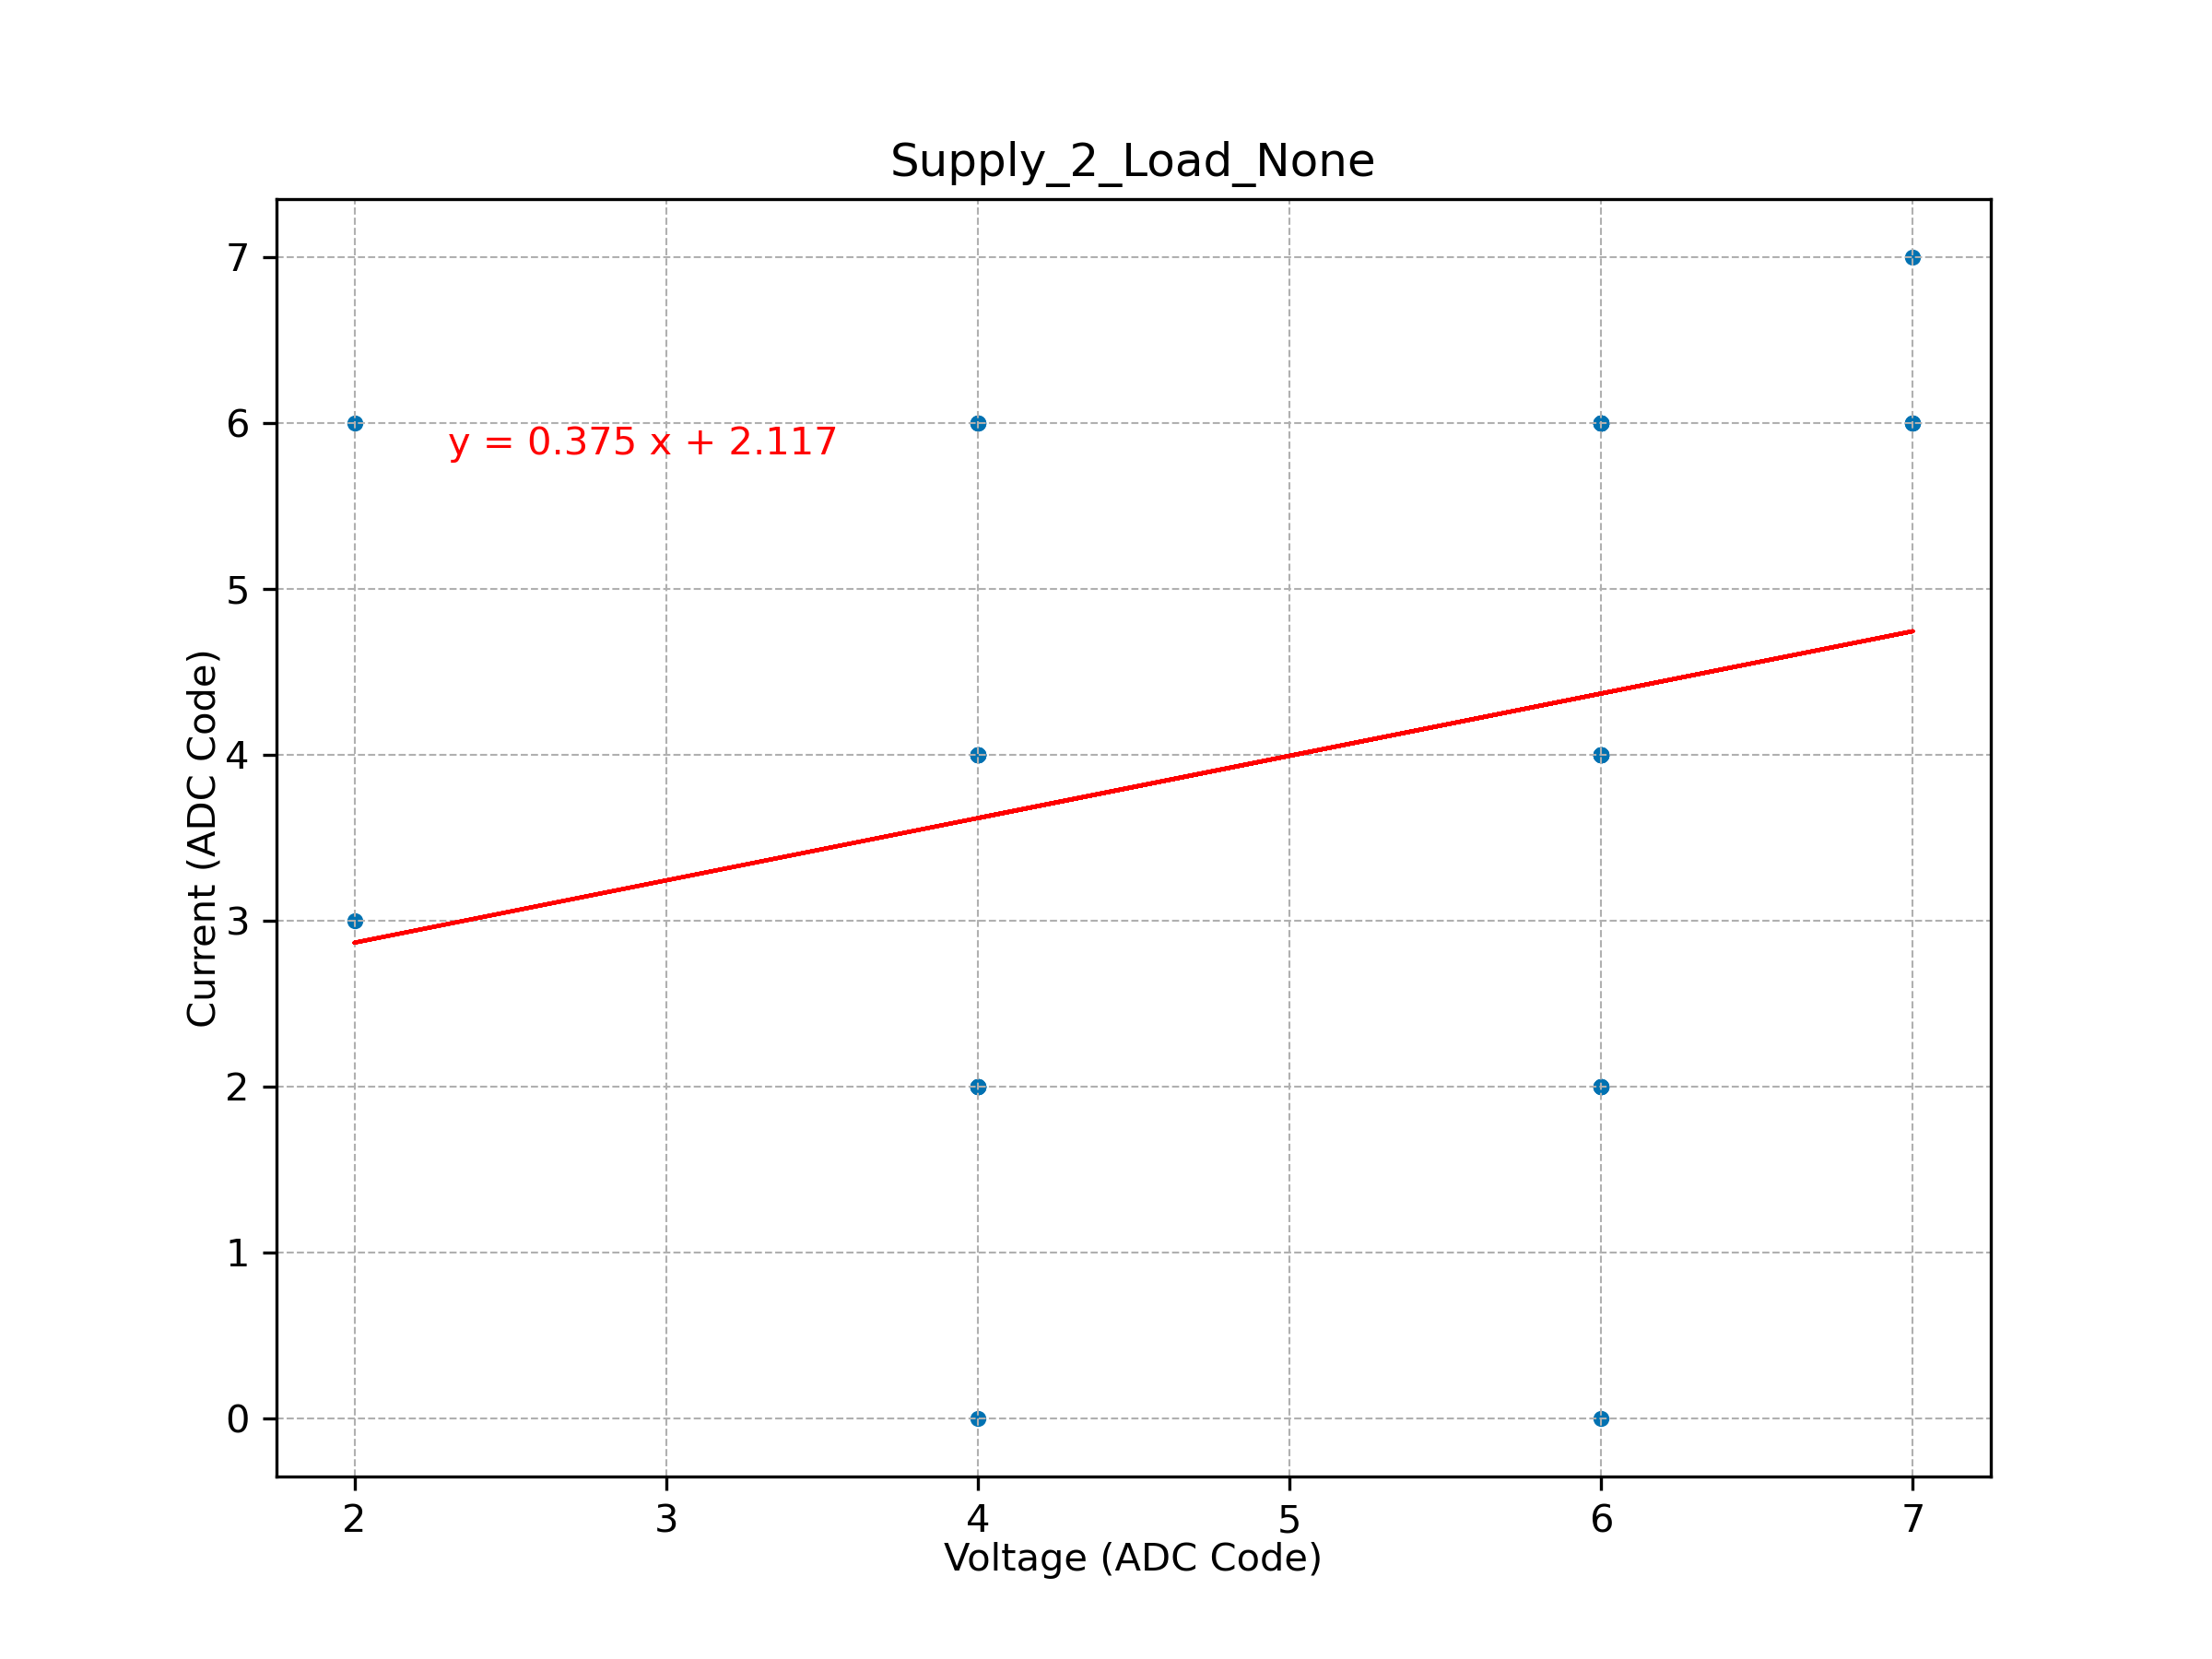 Supply_2_Load_None
7
6
y = 0.375 x + 2.117
5
4
3
2
1
0
Current (ADC Code)
2 3 4 5 6 7
Voltage (ADC Code)